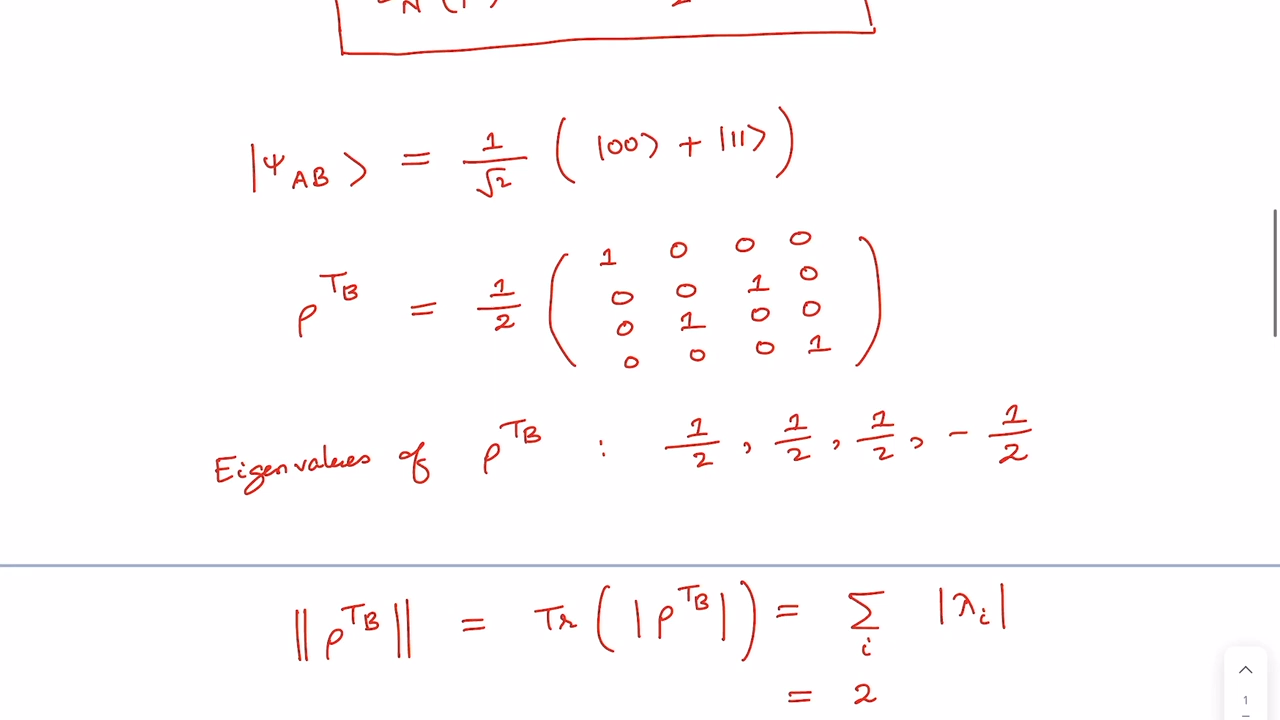 |Ψ_AB⟩ = 1/√2 ( |00⟩ + |11⟩ )
ρ^T_B = 1/2 ( 1 0 0 0
0 0 1 0
0 1 0 0
0 0 0 1 )
Eigenvalues of ρ^T_B : 1/2 , 1/2 , 1/2 , - 1/2
||ρ^T_B|| = Tr ( |ρ^T_B| ) = Σ_i |λ_i|
= 2
1